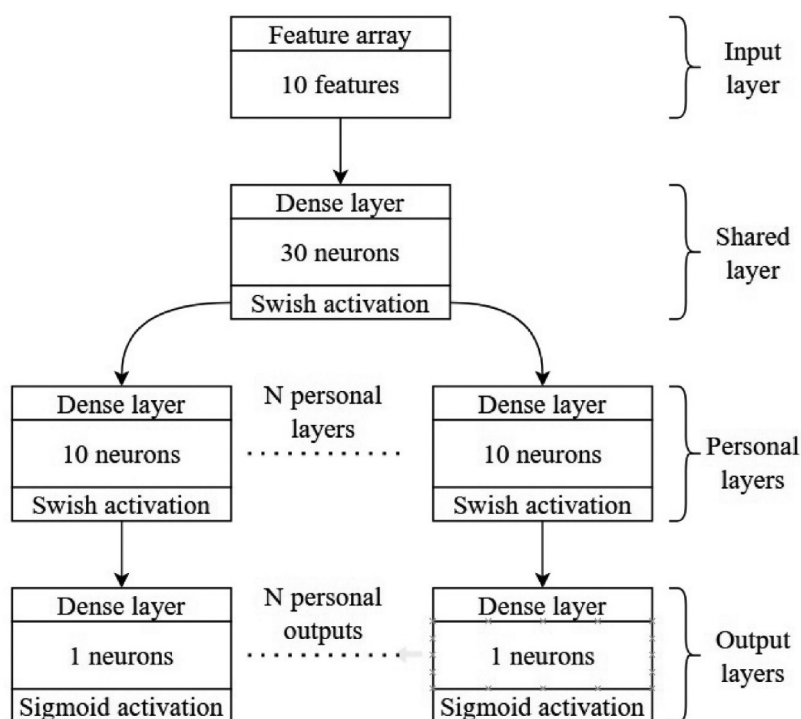 Feature array
10 features
Input
layer
Dense layer
30 neurons
Swish activation
Shared
layer
Dense layer
10 neurons
Swish activation
N personal
layers
Dense layer
10 neurons
Swish activation
Personal
layers
Dense layer
1 neurons
Sigmoid activation
N personal
outputs
Dense layer
1 neurons
Sigmoid activation
Output
layers